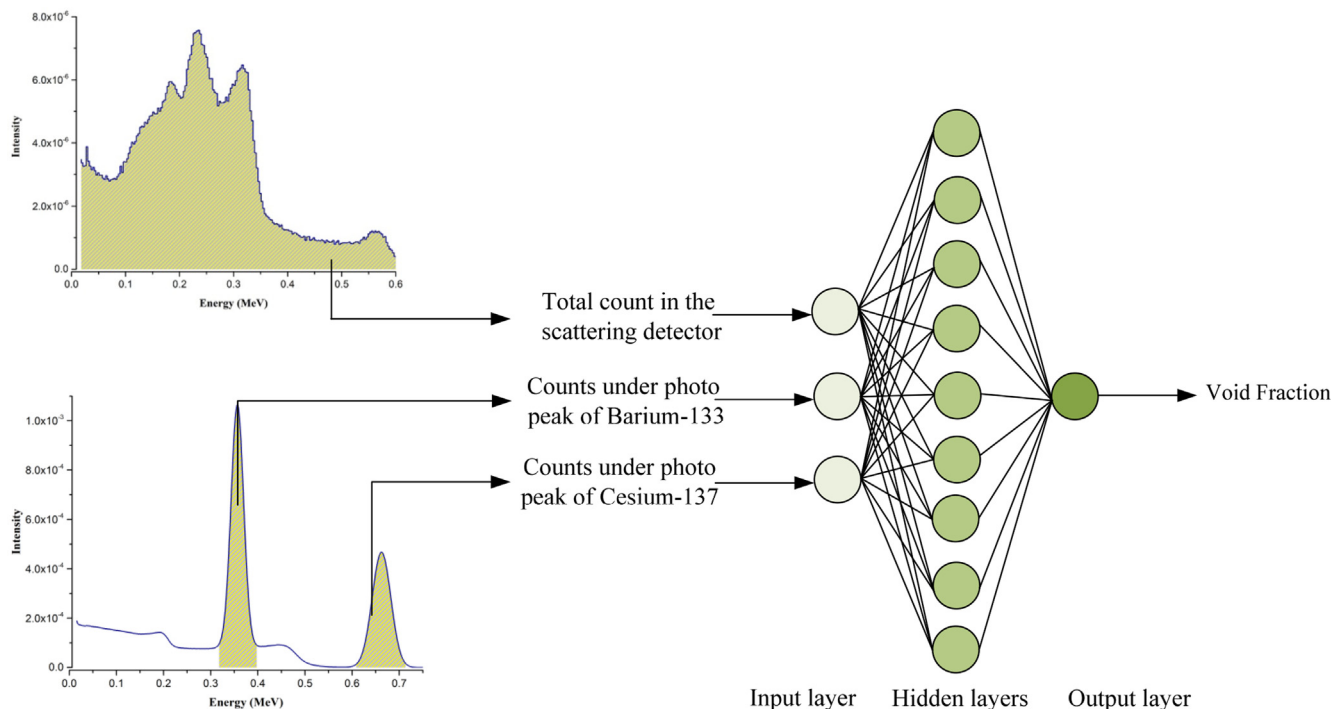 8.0x10⁻⁶
6.0x10⁻⁶
4.0x10⁻⁶
2.0x10⁻⁶
0.0
Intensity
0.0 0.1 0.2 0.3 0.4 0.5 0.6
Energy (MeV)
Total count in the
scattering detector
Counts under photo
peak of Barium-133
Counts under photo
peak of Cesium-137
Void Fraction
1.0x10⁻³
8.0x10⁻⁴
6.0x10⁻⁴
4.0x10⁻⁴
2.0x10⁻⁴
0.0
Intensity
0.0 0.1 0.2 0.3 0.4 0.5 0.6 0.7
Energy (MeV)
Input layer Hidden layers Output layer